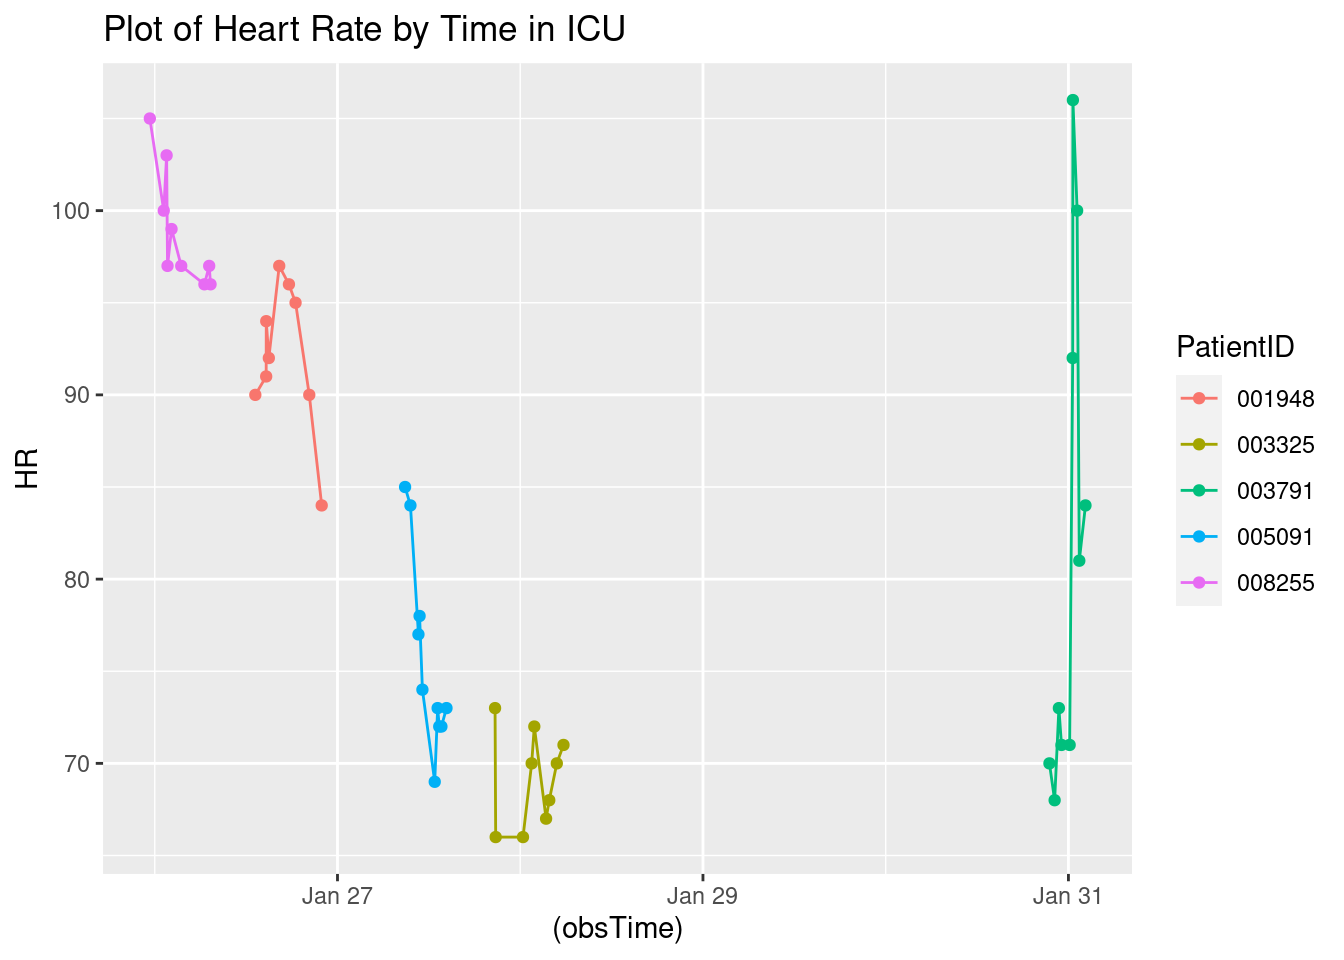 Plot of Heart Rate by Time in ICU
HR
100
90
80
70
Jan 27
Jan 29
Jan 31
(obsTime)
PatientID
001948
003325
003791
005091
008255